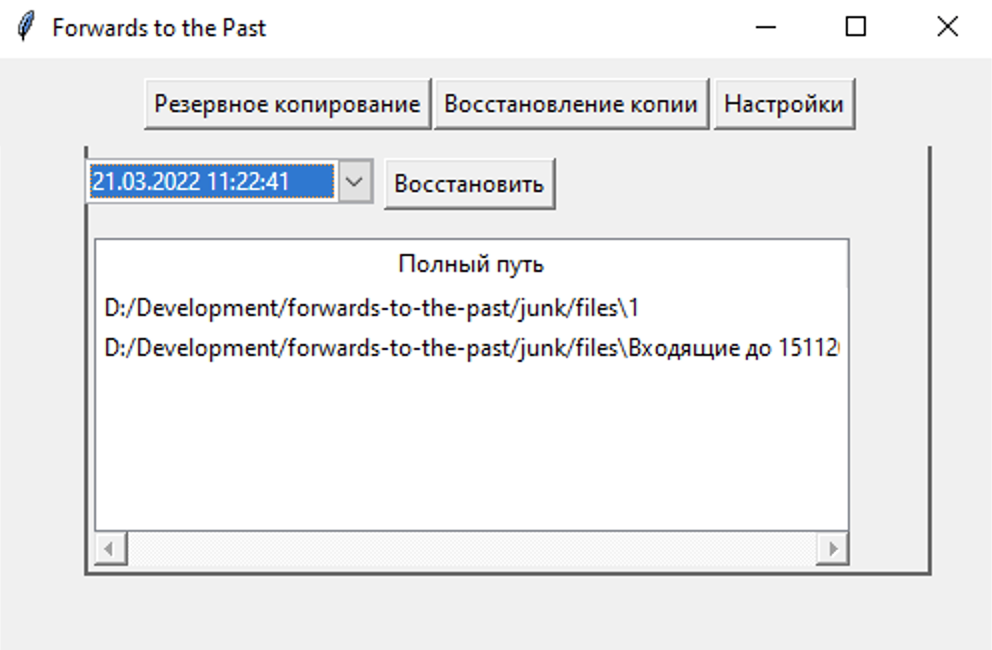 Forwards to the Past
Резервное копирование Восстановление копии Настройки
21.03.2022 11:22:41 Восстановить
Полный путь
D:/Development/forwards-to-the-past/junk/files\1
D:/Development/forwards-to-the-past/junk/files\Входящие до 15112